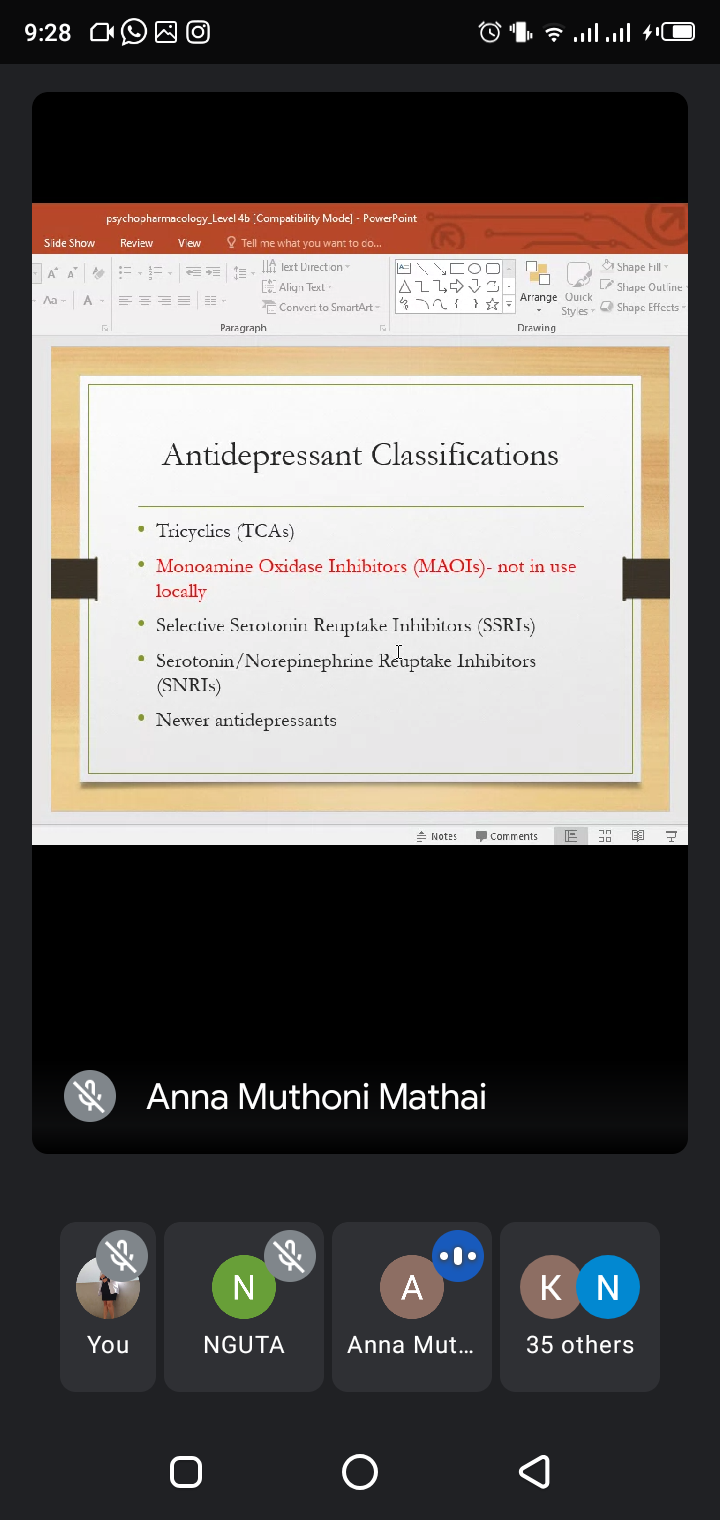 9:28
psychopharmacology_Level 4b [Compatibility Mode] - PowerPoint
Slide Show Review View Tell me what you want to do...
Text Direction
Align Text
Convert to SmartArt
Aa
A
Arrange
Quick
Styles
Shape Fill
Shape Outline
Shape Effects
Paragraph
Drawing
Antidepressant Classifications
• Tricyclics (TCAs)
• Monoamine Oxidase Inhibitors (MAOIs)- not in use
locally
• Selective Serotonin Reuptake Inhibitors (SSRIs)
• Serotonin/Norepinephrine Reuptake Inhibitors
(SNRIs)
• Newer antidepressants
Notes Comments
Anna Muthoni Mathai
N A K N
You NGUTA Anna Mut... 35 others